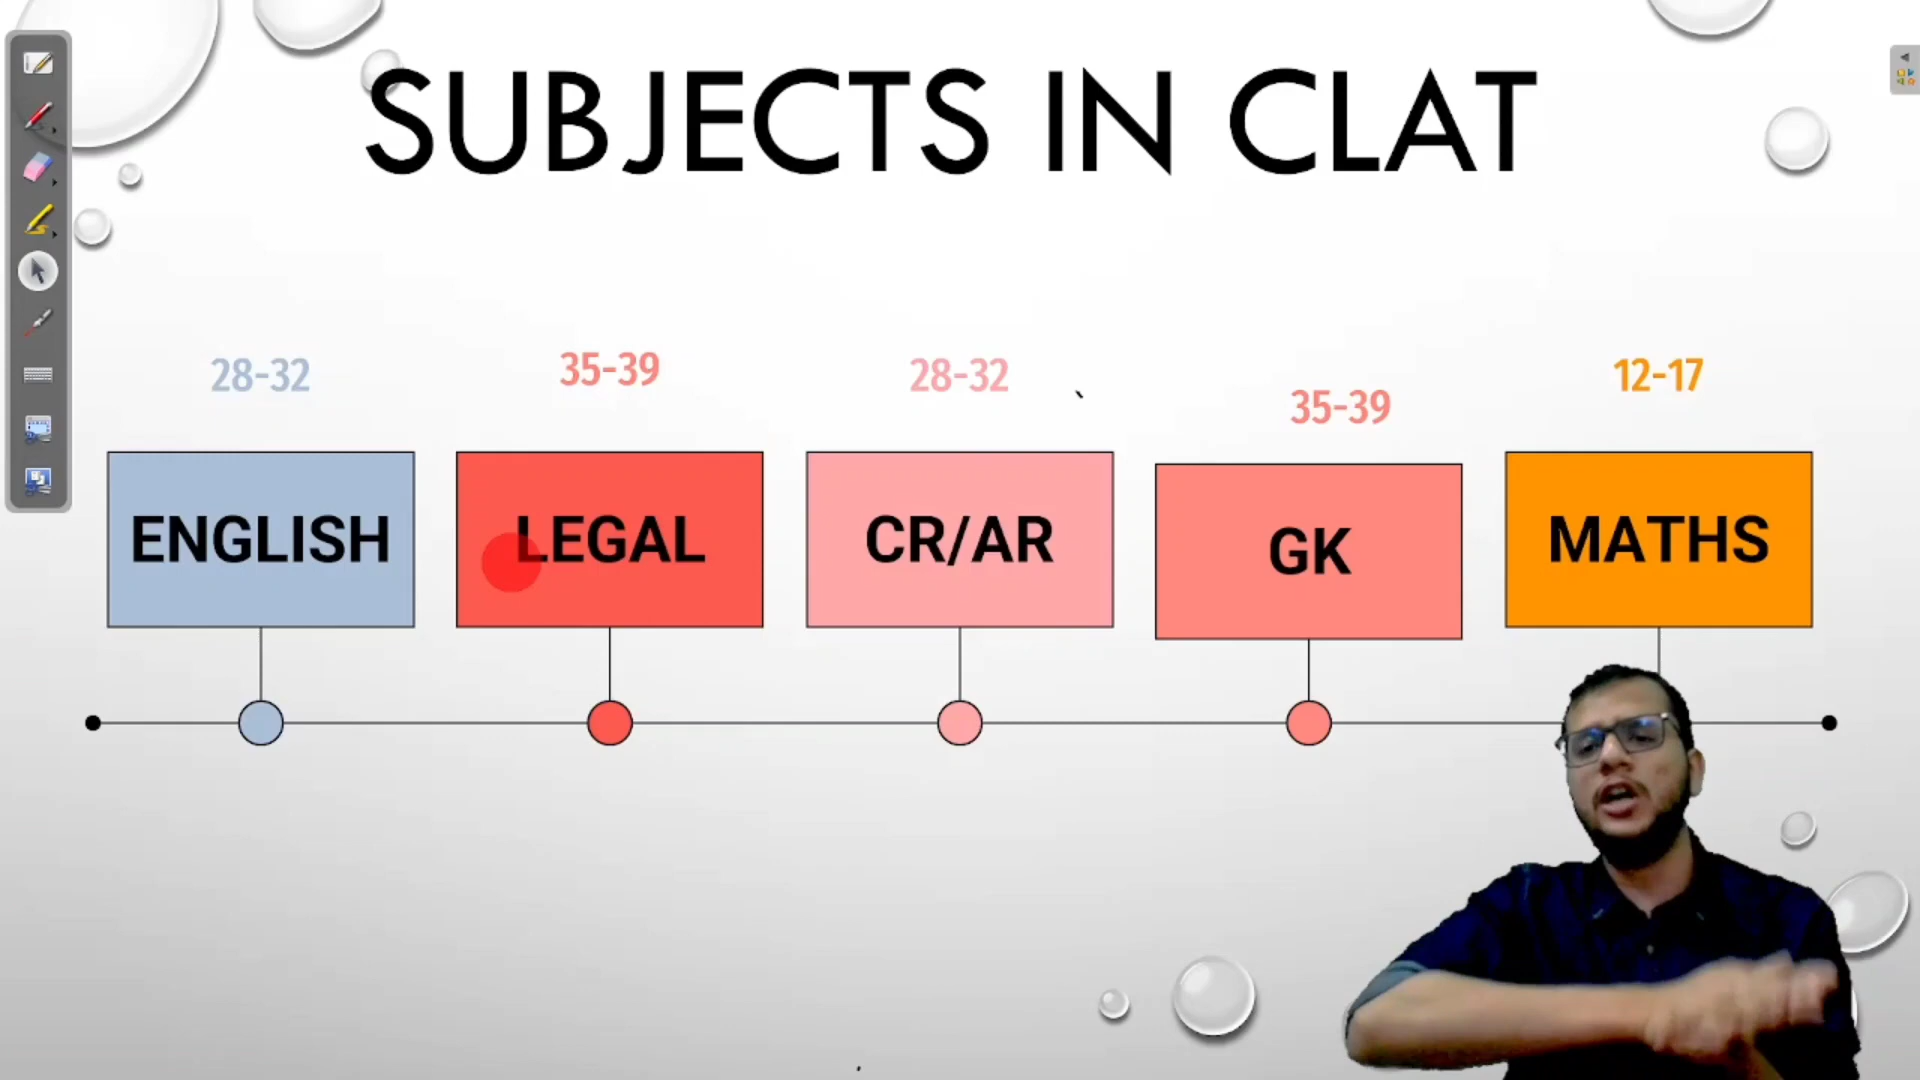 SUBJECTS IN CLAT
28-32
35-39
28-32
35-39
12-17
ENGLISH
LEGAL
CR/AR
GK
MATHS